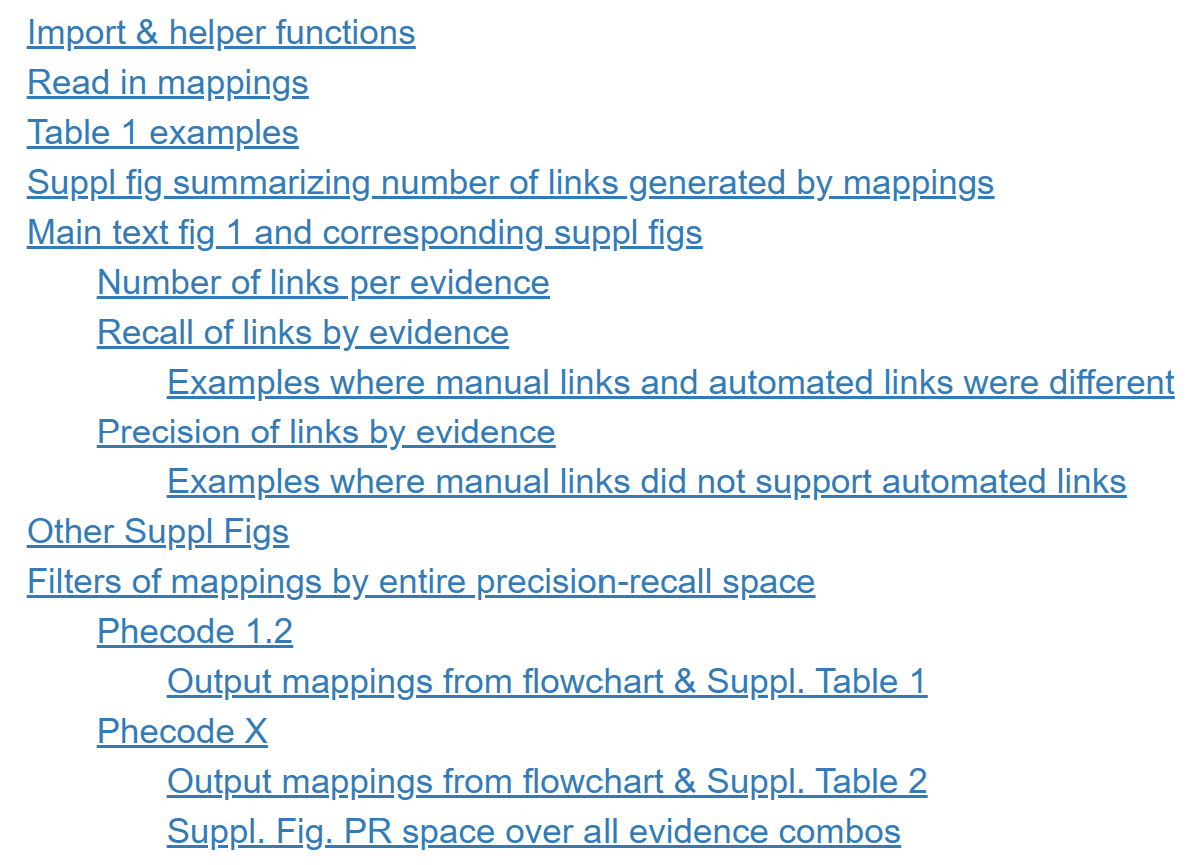 Import & helper functions
Read in mappings
Table 1 examples
Suppl fig summarizing number of links generated by mappings
Main text fig 1 and corresponding suppl figs
Number of links per evidence
Recall of links by evidence
Examples where manual links and automated links were different
Precision of links by evidence
Examples where manual links did not support automated links
Other Suppl Figs
Filters of mappings by entire precision-recall space
Phecode 1.2
Output mappings from flowchart & Suppl. Table 1
Phecode X
Output mappings from flowchart & Suppl. Table 2
Suppl. Fig. PR space over all evidence combos